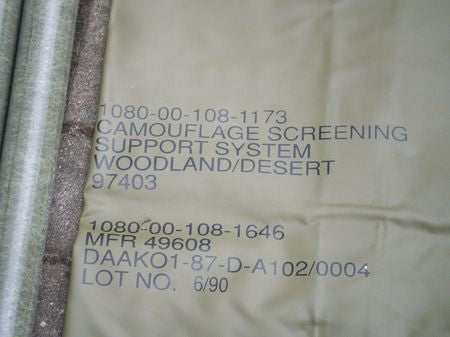 1080-00-108-1173
CAMOUFLAGE SCREENING
SUPPORT SYSTEM
WOODLAND/DESERT
97403
1080-00-108-1646
MFR 49608
DAAKO1-87-D-A102/0004
LOT NO. 6/90